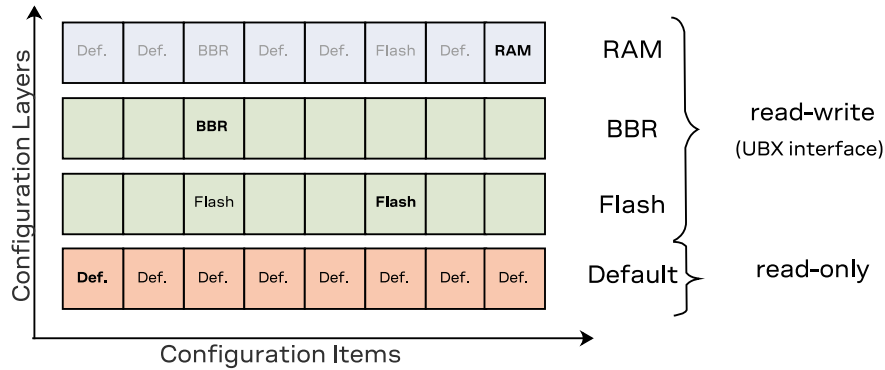 Configuration Layers
Def. Def. BBR Def. Def. Flash Def. RAM
RAM
BBR
BBR
Flash Flash
Flash
Def. Def. Def. Def. Def. Def. Def. Def.
Default
read-write
(UBX interface)
read-only
Configuration Items